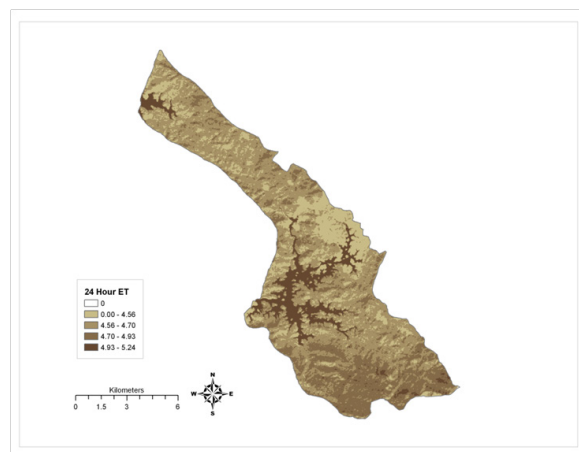 24 Hour ET
0
0.00 - 4.56
4.56 - 4.70
4.70 - 4.93
4.93 - 5.24
Kilometers
0 1.5 3 6
N
W E
S